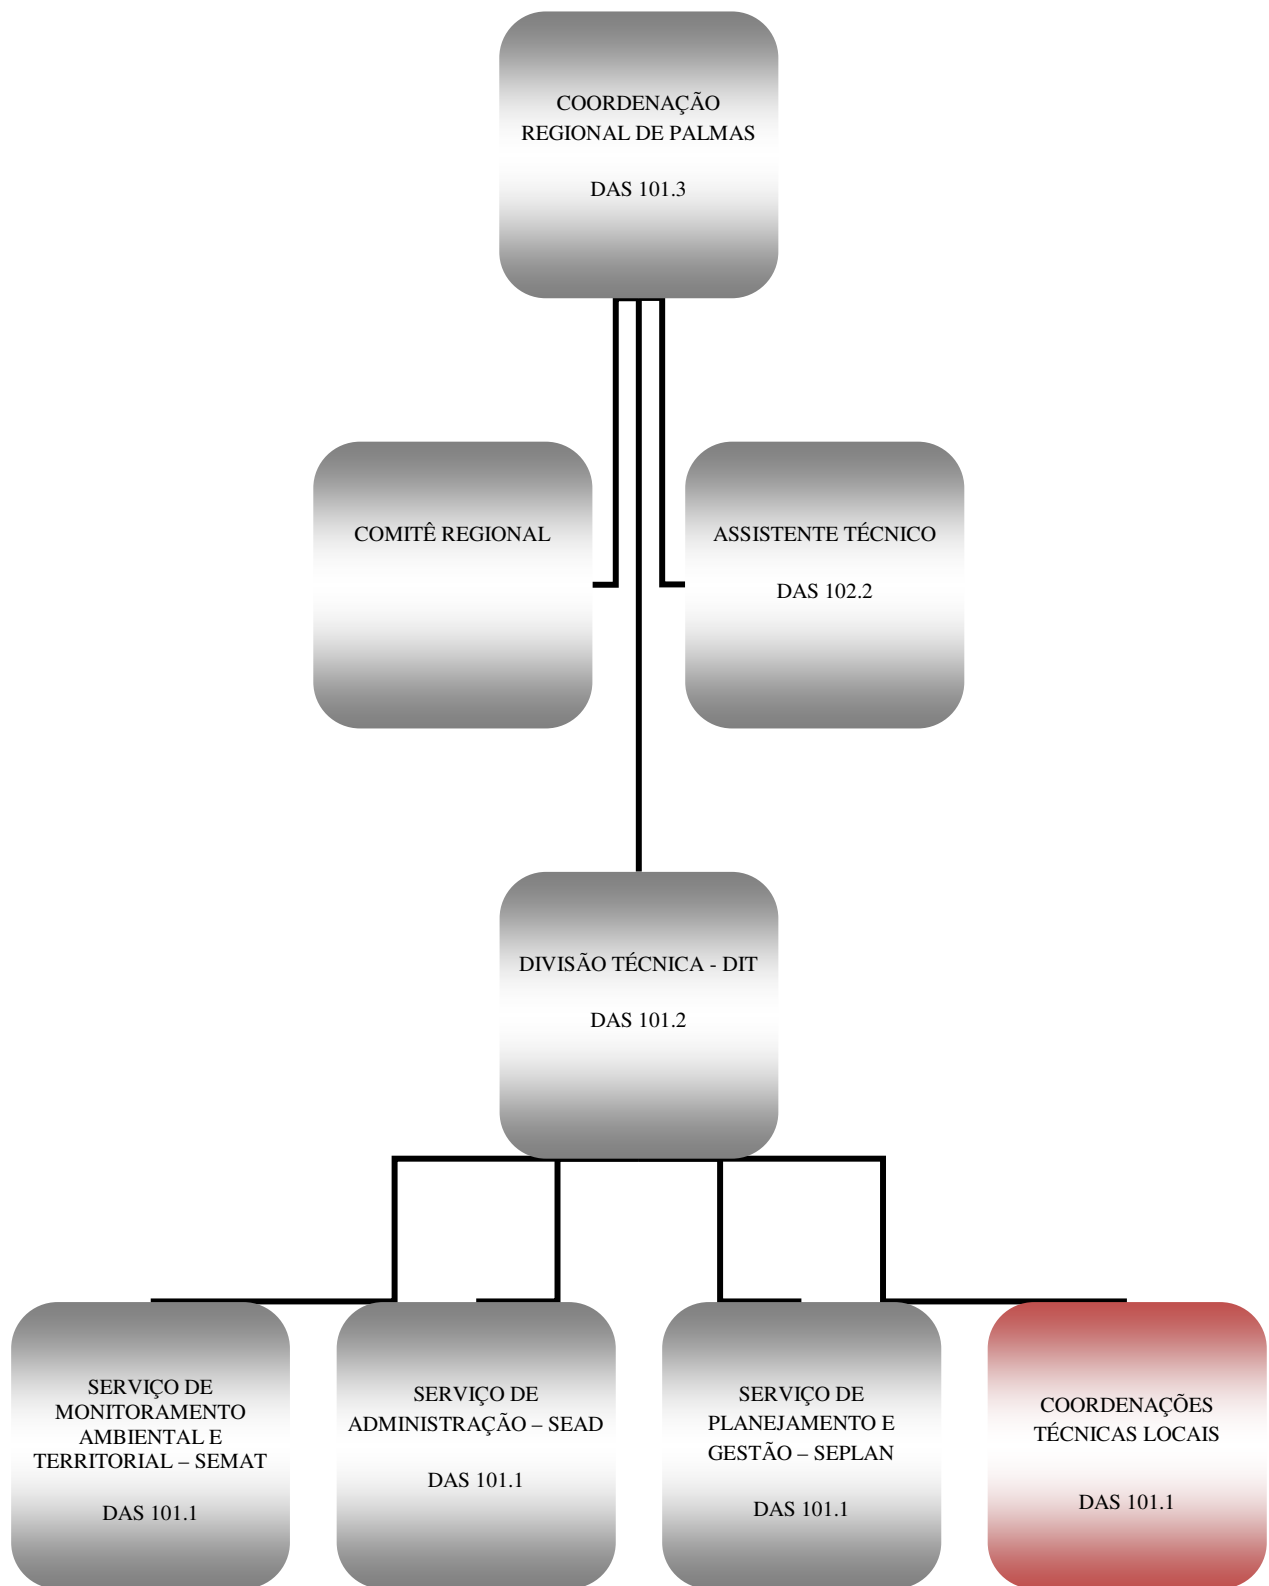 COORDENAÇÃO
REGIONAL DE PALMAS
DAS 101.3
COMITÊ REGIONAL
ASSISTENTE TÉCNICO
DAS 102.2
DIVISÃO TÉCNICA - DIT
DAS 101.2
SERVIÇO DE
MONITORAMENTO
AMBIENTAL E
TERRITORIAL – SEMAT
DAS 101.1
SERVIÇO DE
ADMINISTRAÇÃO – SEAD
DAS 101.1
SERVIÇO DE
PLANEJAMENTO E
GESTÃO – SEPLAN
DAS 101.1
COORDENAÇÕES
TÉCNICAS LOCAIS
DAS 101.1